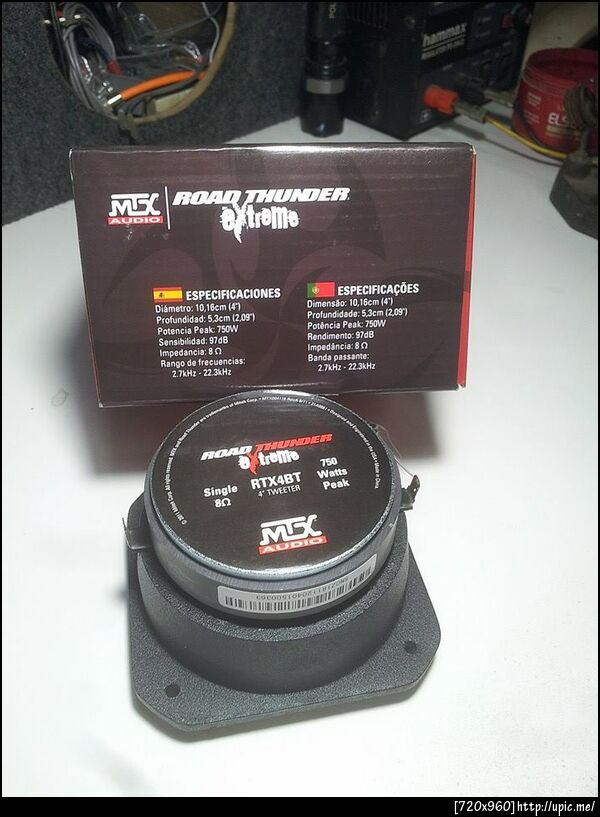 hammax
ELS
MTX
AUDIO
ROAD THUNDER
eXtreme
ESPECIFICACIONES
Diámetro: 10,16cm (4")
Profundidad: 5,3cm (2,09")
Potencia Peak: 750W
Sensibilidad: 97dB
Impedancia: 8 Ω
Rango de frecuencias:
2.7kHz - 22.3kHz
ESPECIFICAÇÕES
Dimensão: 10,16cm (4")
Profundidade: 5,3cm (2,09")
Potência Peak: 750W
Rendimento: 97dB
Impedância: 8 Ω
Banda passante:
2.7kHz - 22.3kHz
ROAD THUNDER
eXtreme
Single
8Ω
RTX4BT
4" TWEETER
750
Watts
Peak
MTX
AUDIO
[720x960]http://upic.me/